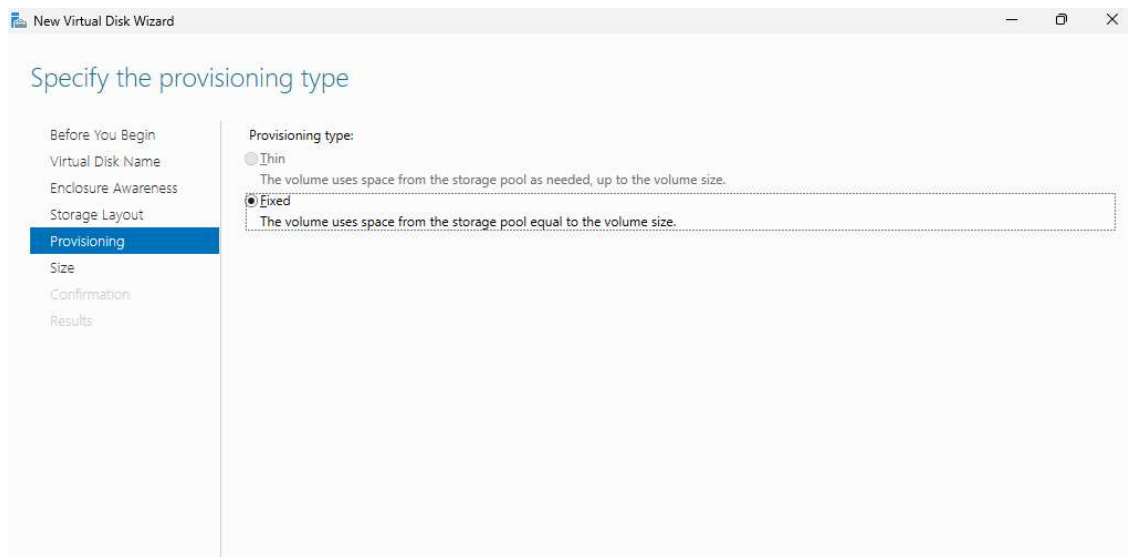 New Virtual Disk Wizard
Specify the provisioning type
Before You Begin
Virtual Disk Name
Enclosure Awareness
Storage Layout
Provisioning
Size
Confirmation
Results
Provisioning type:
Thin
The volume uses space from the storage pool as needed, up to the volume size.
Fixed
The volume uses space from the storage pool equal to the volume size.